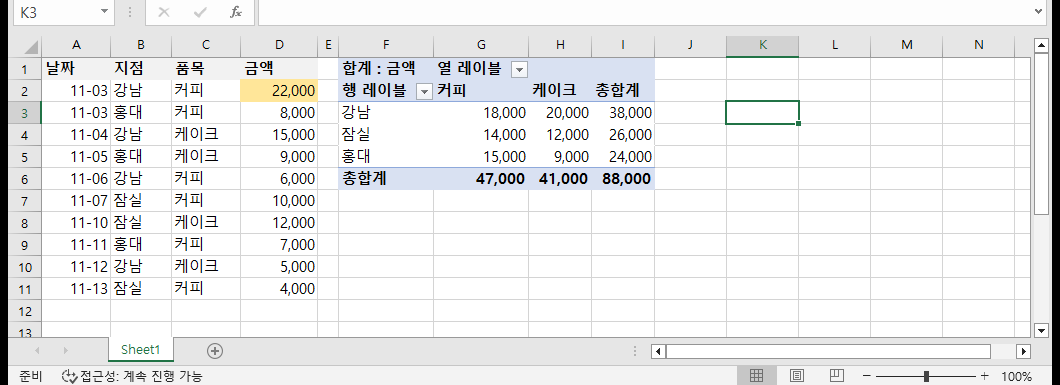 K3 fx
A B C D E F G H I J K L M N
1 날짜 지점 품목 금액 합계 : 금액 열 레이블
2 11-03 강남 커피 22,000 행 레이블 커피 케이크 총합계
3 11-03 홍대 커피 8,000 강남 18,000 20,000 38,000
4 11-04 강남 케이크 15,000 잠실 14,000 12,000 26,000
5 11-05 홍대 케이크 9,000 홍대 15,000 9,000 24,000
6 11-06 강남 커피 6,000 총합계 47,000 41,000 88,000
7 11-07 잠실 커피 10,000
8 11-10 잠실 케이크 12,000
9 11-11 홍대 커피 7,000
10 11-12 강남 케이크 5,000
11 11-13 잠실 커피 4,000
12
13
Sheet1
준비 접근성: 계속 진행 가능 100%